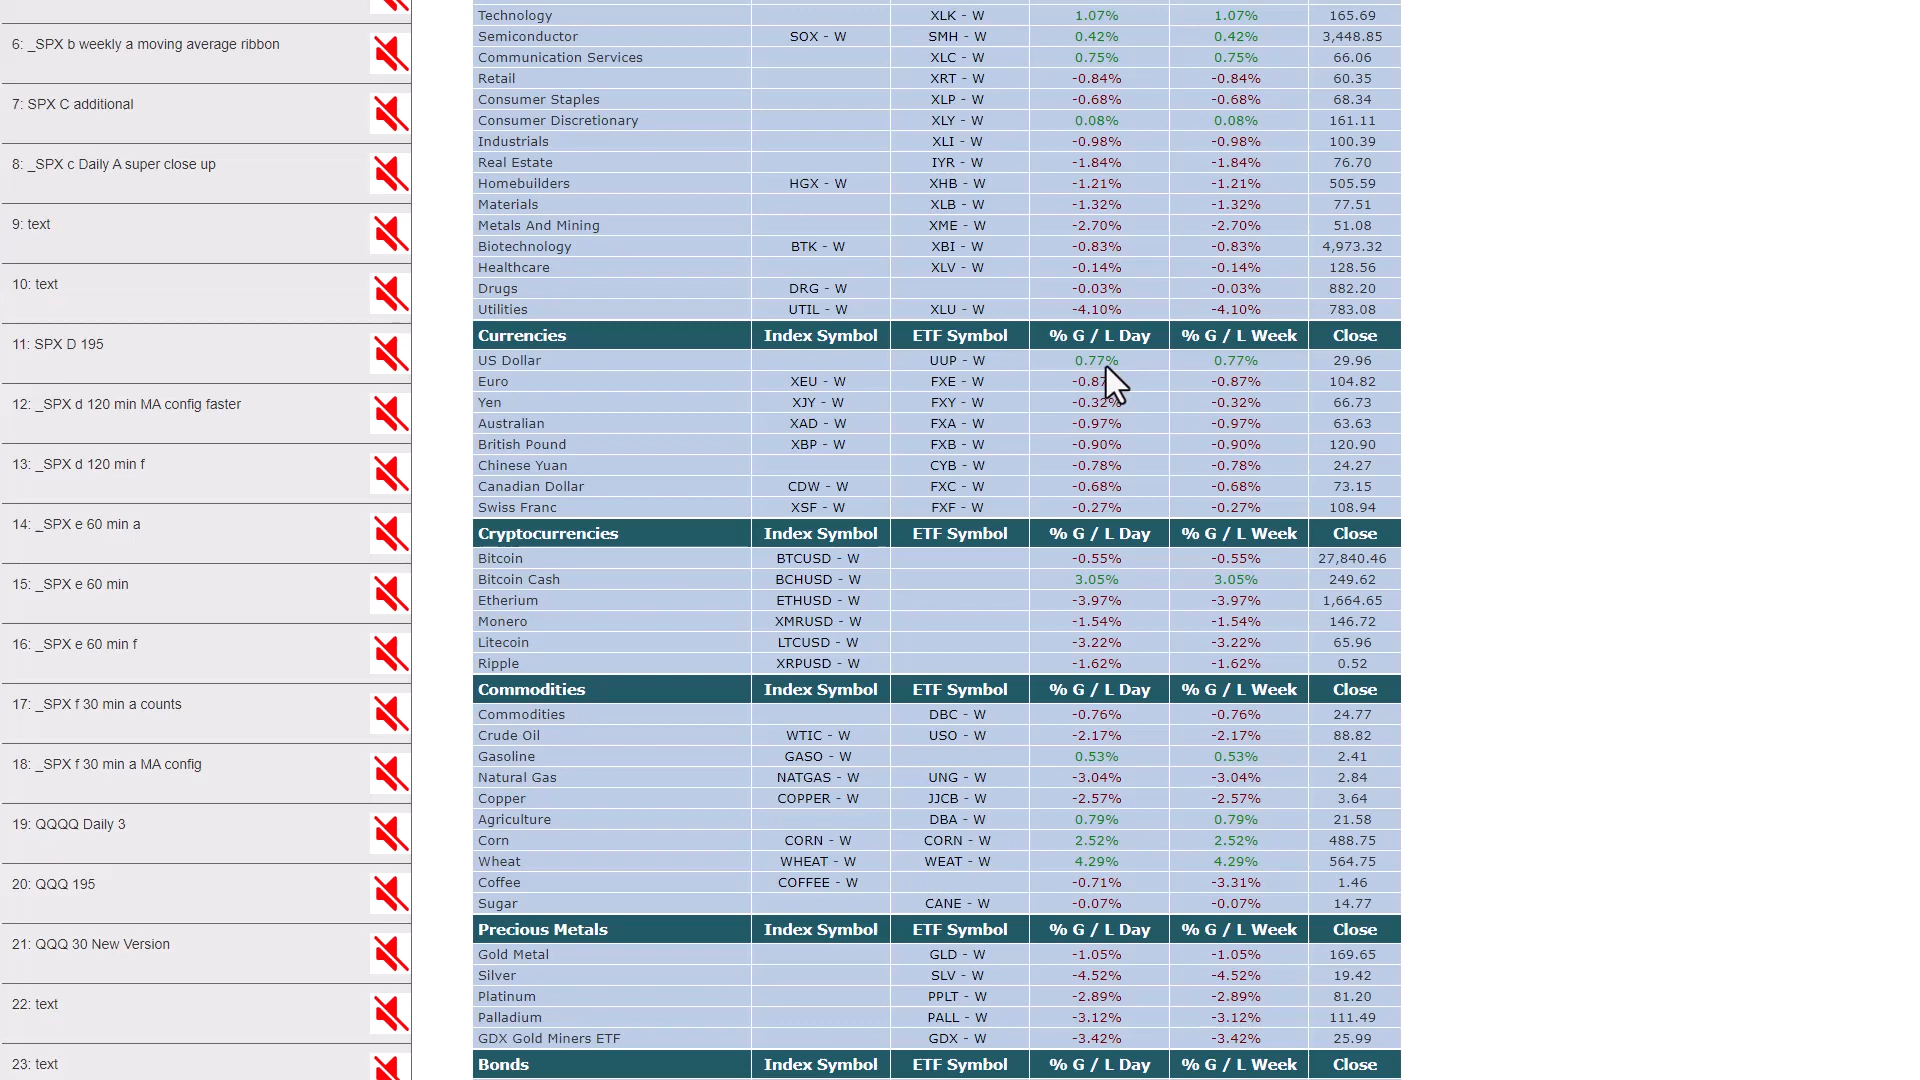 6: _SPX b weekly a moving average ribbon
7: SPX C additional
8: _SPX c Daily A super close up
9: text
10: text
11: SPX D 195
12: _SPX d 120 min MA config faster
13: _SPX d 120 min f
14: _SPX e 60 min a
15: _SPX e 60 min
16: _SPX e 60 min f
17: _SPX f 30 min a counts
18: _SPX f 30 min a MA config
19: QQQQ Daily 3
20: QQQ 195
21: QQQ 30 New Version
22: text
23: text
Technology XLK - W 1.07% 1.07% 165.69
Semiconductor SOX - W SMH - W 0.42% 0.42% 3,448.85
Communication Services XLC - W 0.75% 0.75% 66.06
Retail XRT - W -0.84% -0.84% 60.35
Consumer Staples XLP - W -0.68% -0.68% 68.34
Consumer Discretionary XLY - W 0.08% 0.08% 161.11
Industrials XLI - W -0.98% -0.98% 100.39
Real Estate IYR - W -1.84% -1.84% 76.70
Homebuilders HGX - W XHB - W -1.21% -1.21% 505.59
Materials XLB - W -1.32% -1.32% 77.51
Metals And Mining XME - W -2.70% -2.70% 51.08
Biotechnology BTK - W XBI - W -0.83% -0.83% 4,973.32
Healthcare XLV - W -0.14% -0.14% 128.56
Drugs DRG - W -0.03% -0.03% 882.20
Utilities UTIL - W XLU - W -4.10% -4.10% 783.08
Currencies Index Symbol ETF Symbol % G / L Day % G / L Week Close
US Dollar UUP - W 0.77% 0.77% 29.96
Euro XEU - W FXE - W -0.87 -0.87% 104.82
Yen XJY - W FXY - W -0.32% -0.32% 66.73
Australian XAD - W FXA - W -0.97% -0.97% 63.63
British Pound XBP - W FXB - W -0.90% -0.90% 120.90
Chinese Yuan CYB - W -0.78% -0.78% 24.27
Canadian Dollar CDW - W FXC - W -0.68% -0.68% 73.15
Swiss Franc XSF - W FXF - W -0.27% -0.27% 108.94
Cryptocurrencies Index Symbol ETF Symbol % G / L Day % G / L Week Close
Bitcoin BTCUSD - W -0.55% -0.55% 27,840.46
Bitcoin Cash BCHUSD - W 3.05% 3.05% 249.62
Etherium ETHUSD - W -3.97% -3.97% 1,664.65
Monero XMRUSD - W -1.54% -1.54% 146.72
Litecoin LTCUSD - W -3.22% -3.22% 65.96
Ripple XRPUSD - W -1.62% -1.62% 0.52
Commodities Index Symbol ETF Symbol % G / L Day % G / L Week Close
Commodities DBC - W -0.76% -0.76% 24.77
Crude Oil WTIC - W USO - W -2.17% -2.17% 88.82
Gasoline GASO - W 0.53% 0.53% 2.41
Natural Gas NATGAS - W UNG - W -3.04% -3.04% 2.84
Copper COPPER - W JJCB - W -2.57% -2.57% 3.64
Agriculture DBA - W 0.79% 0.79% 21.58
Corn CORN - W CORN - W 2.52% 2.52% 488.75
Wheat WHEAT - W WEAT - W 4.29% 4.29% 564.75
Coffee COFFEE - W -0.71% -3.31% 1.46
Sugar CANE - W -0.07% -0.07% 14.77
Precious Metals Index Symbol ETF Symbol % G / L Day % G / L Week Close
Gold Metal GLD - W -1.05% -1.05% 169.65
Silver SLV - W -4.52% -4.52% 19.42
Platinum PPLT - W -2.89% -2.89% 81.20
Palladium PALL - W -3.12% -3.12% 111.49
GDX Gold Miners ETF GDX - W -3.42% -3.42% 25.99
Bonds Index Symbol ETF Symbol % G / L Day % G / L Week Close